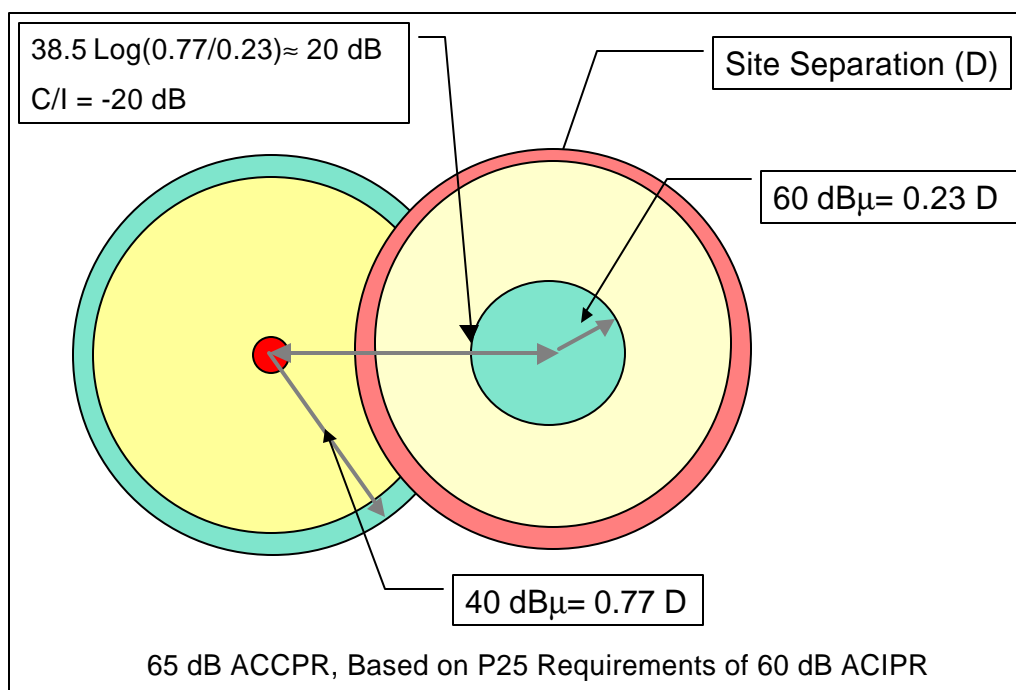 38.5 Log(0.77/0.23)≈ 20 dB
C/I = -20 dB
Site Separation (D)
60 dBμ= 0.23 D
40 dBμ= 0.77 D
65 dB ACCPR, Based on P25 Requirements of 60 dB ACIPR